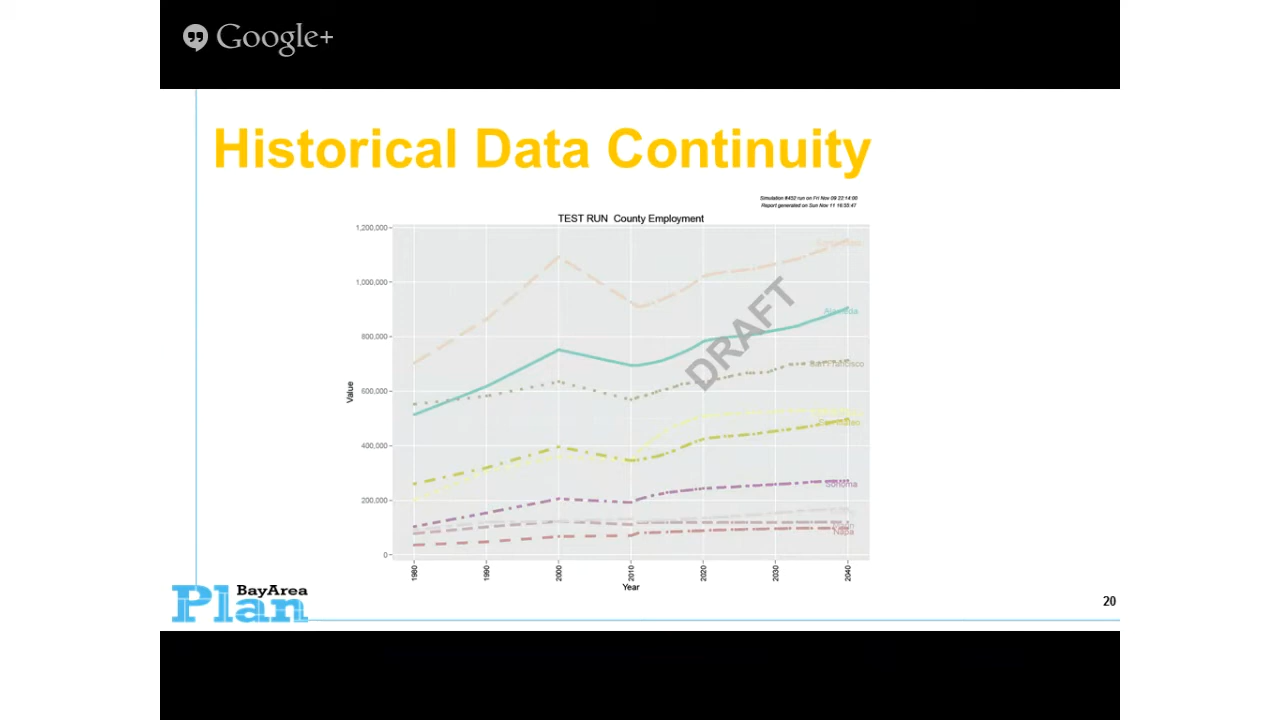 Google+
Historical Data Continuity
Simulation #432 run on Fri Nov 09 22:14:00
Report generated on Sun Nov 11 16:55:47
TEST RUN County Employment
1,200,000
1,000,000
800,000
600,000
400,000
200,000
0
Value
DRAFT
Alameda
San Francisco
San Mateo
Sonoma
Napa
1980
1990
2000
2010
2020
2030
2040
Year
BayArea
Plan
20